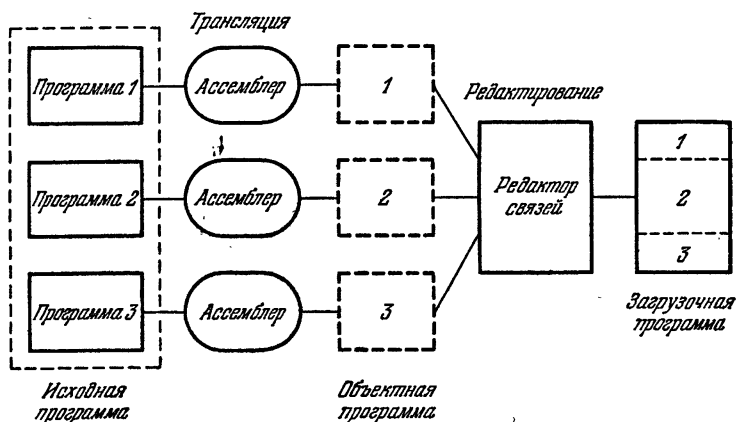 Трансляция
Программа 1
Ассемблер
1
Редактирование
Программа 2
Ассемблер
2
Редактор
связей
1
2
3
Программа 3
Ассемблер
3
Загрузочная
программа
Исходная
программа
Объектная
программа